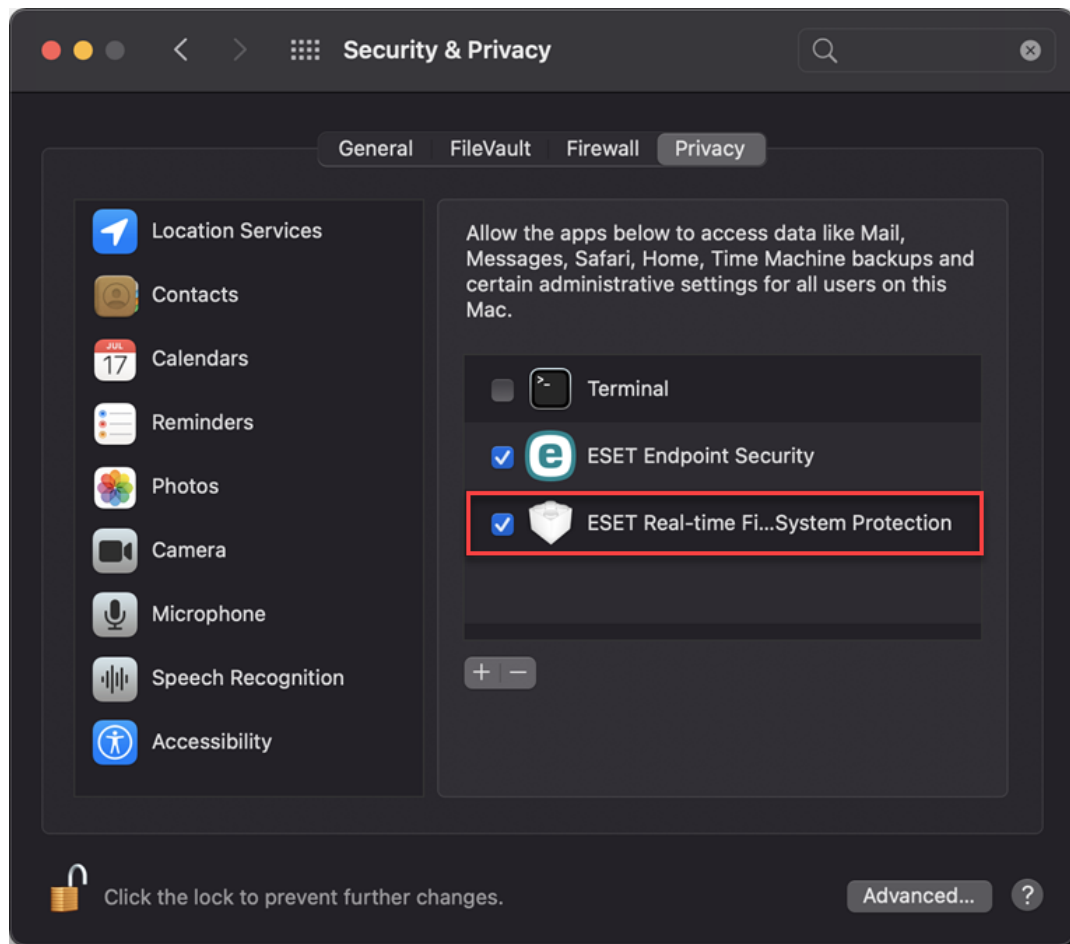 Security & Privacy
General FileVault Firewall Privacy
Location Services
Contacts
JUL
17
Calendars
Reminders
Photos
Camera
Microphone
Speech Recognition
Accessibility
Allow the apps below to access data like Mail,
Messages, Safari, Home, Time Machine backups and
certain administrative settings for all users on this
Mac.
>_
Terminal
e
ESET Endpoint Security
ESET Real-time Fi...System Protection
+ −
Click the lock to prevent further changes.
Advanced...
?